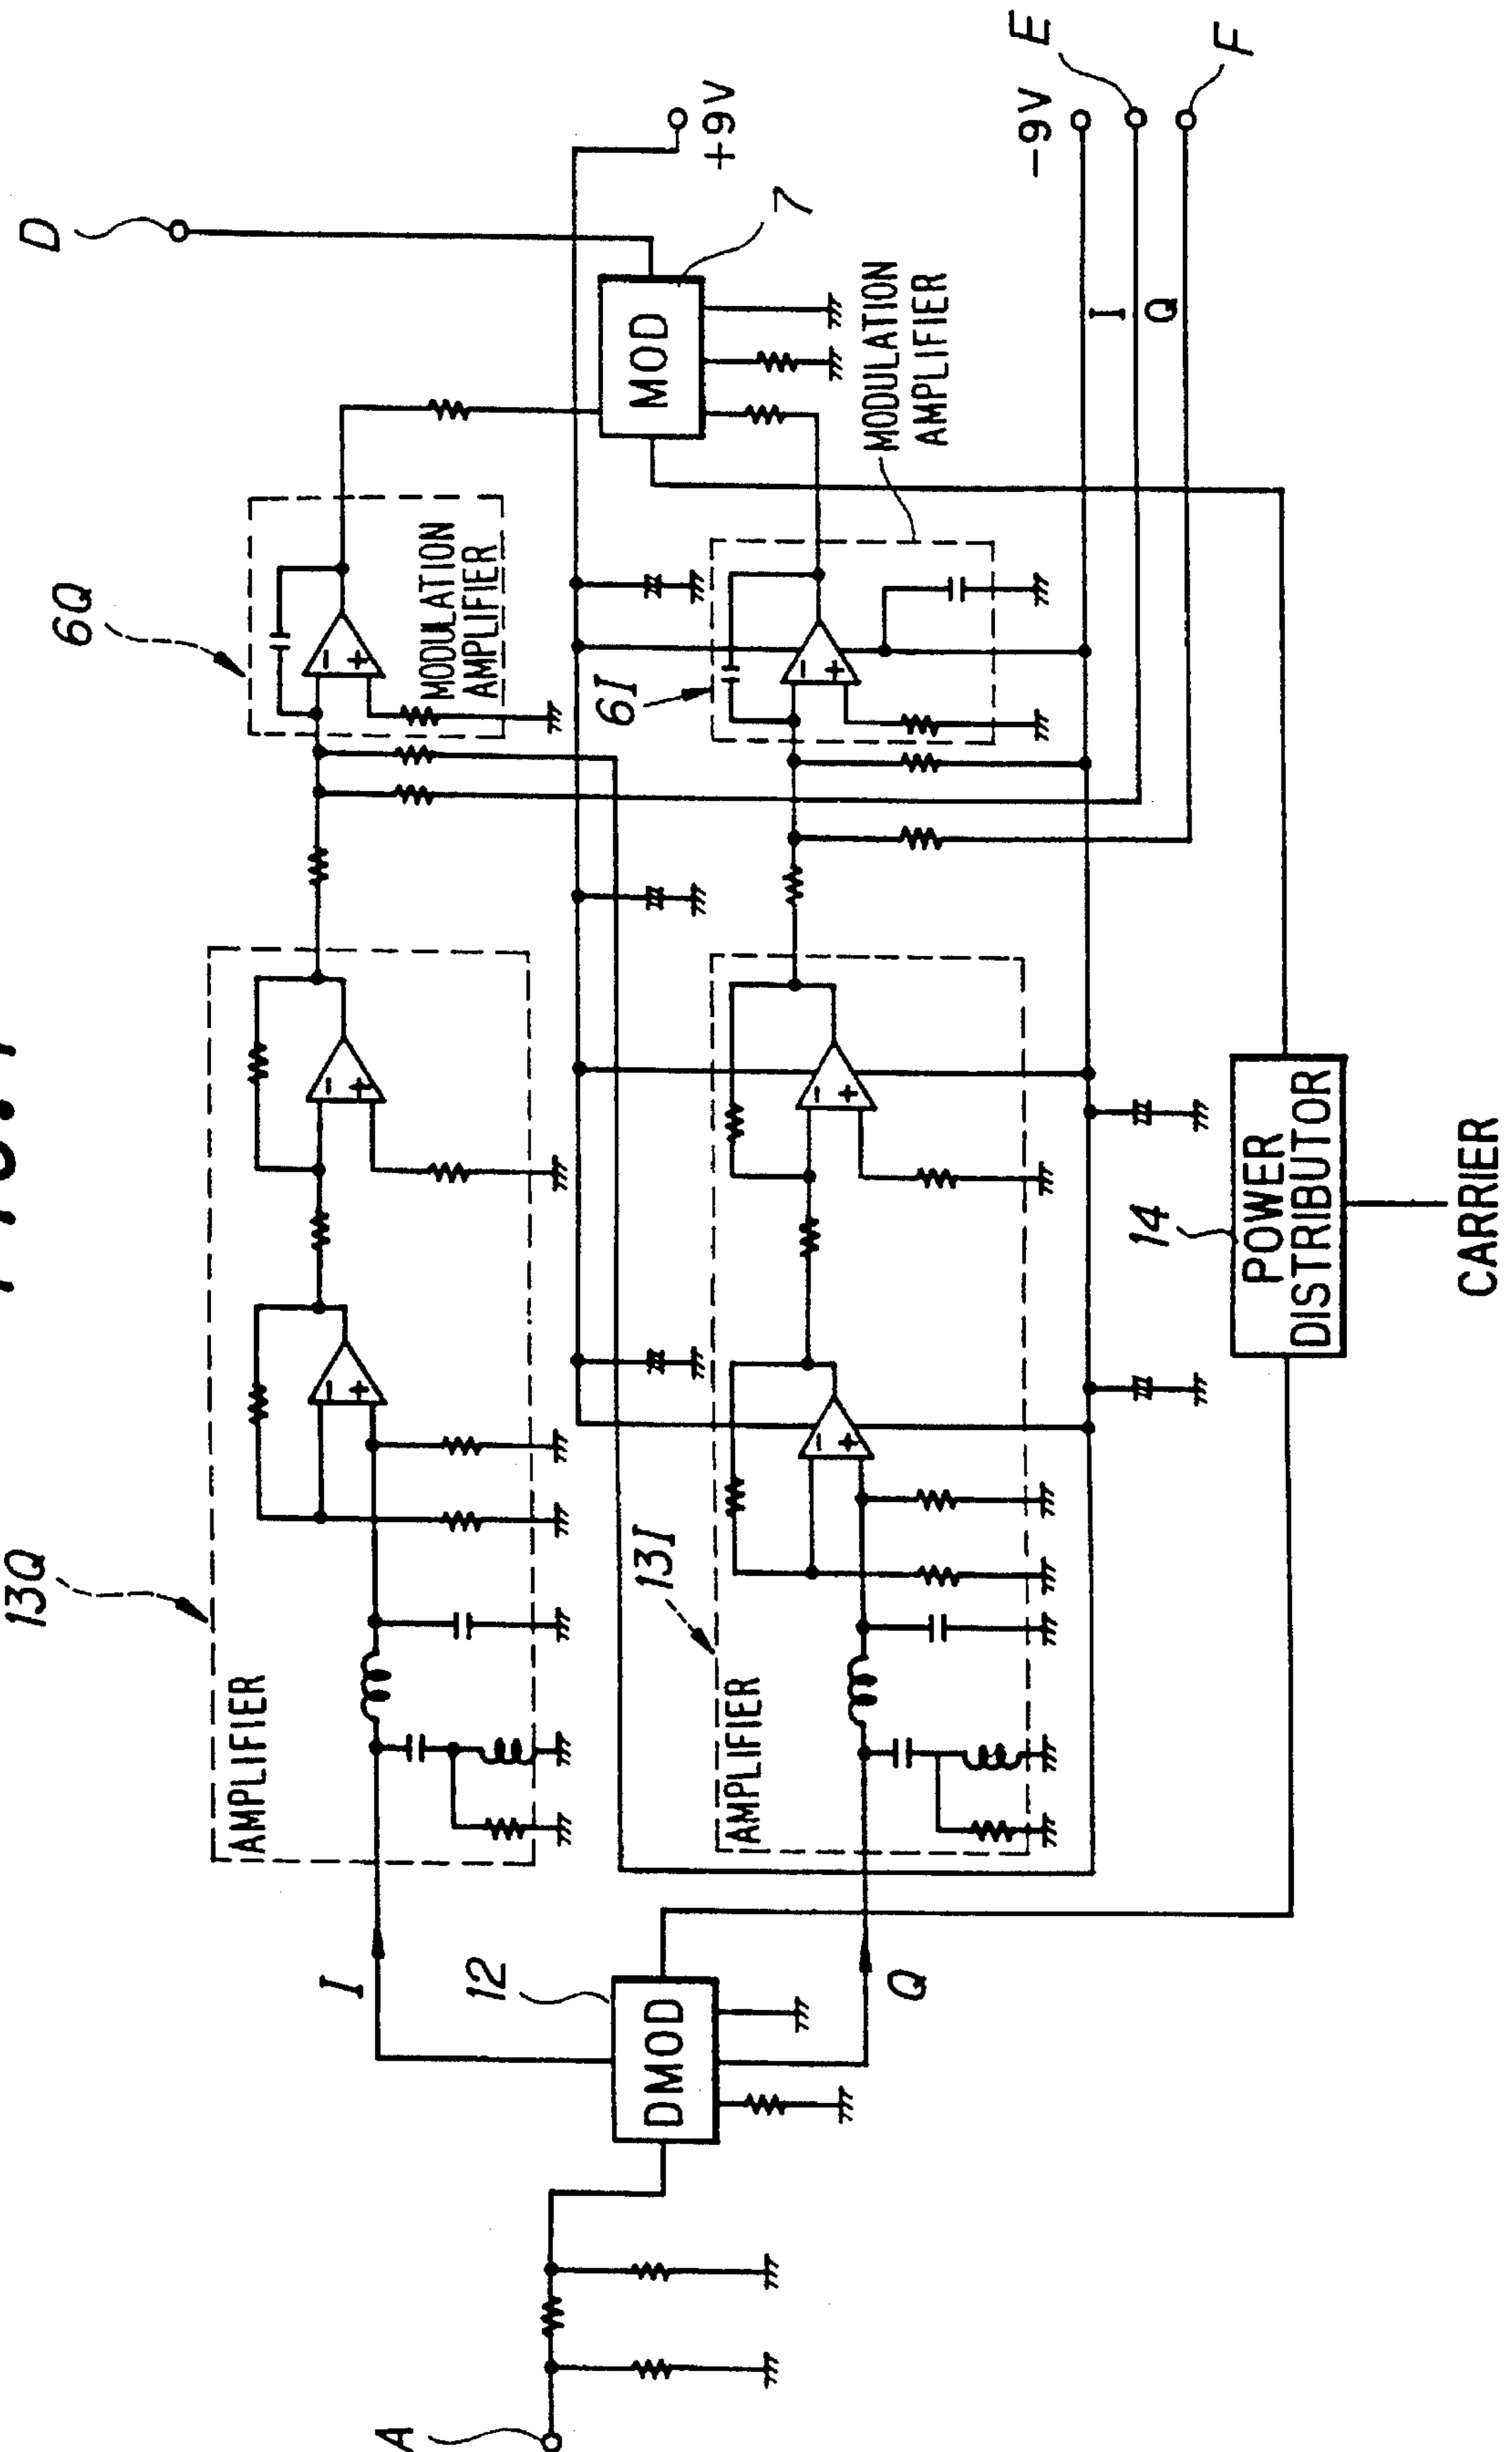 D
6Q
13Q
+9V
7
MOD
MODULATION
AMPLIFIER
6I
MODULATION
AMPLIFIER
-
+
-
+
-
+
-
+
-
+
-
+
AMPLIFIER
13I
AMPLIFIER
I
12
DMOD
Q
A
E
F
-9V
I
Q
14
POWER
DISTRIBUTOR
CARRIER